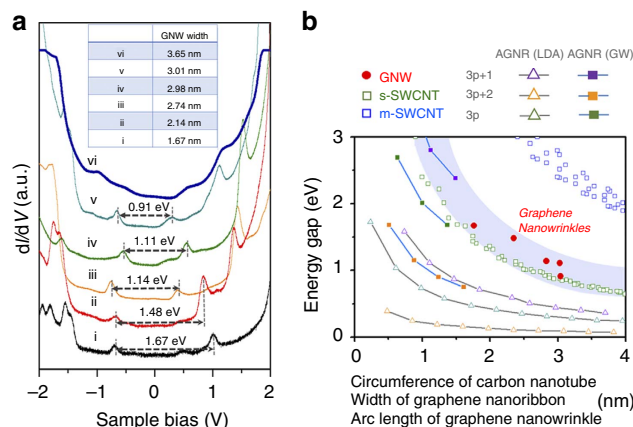 a
GNW width
vi 3.65 nm
v 3.01 nm
iv 2.98 nm
iii 2.74 nm
ii 2.14 nm
i 1.67 nm
dI/dV (a.u.)
vi
v
0.91 eV
iv
1.11 eV
iii
1.14 eV
ii
1.48 eV
i
1.67 eV
−2 −1 0 1 2
Sample bias (V)
b
AGNR (LDA) AGNR (GW)
GNW 3p+1
s-SWCNT 3p+2
m-SWCNT 3p
3
2
1
0
Energy gap (eV)
Graphene
Nanowrinkles
0 1 2 3 4
Circumference of carbon nanotube
Width of graphene nanoribbon (nm)
Arc length of graphene nanowrinkle